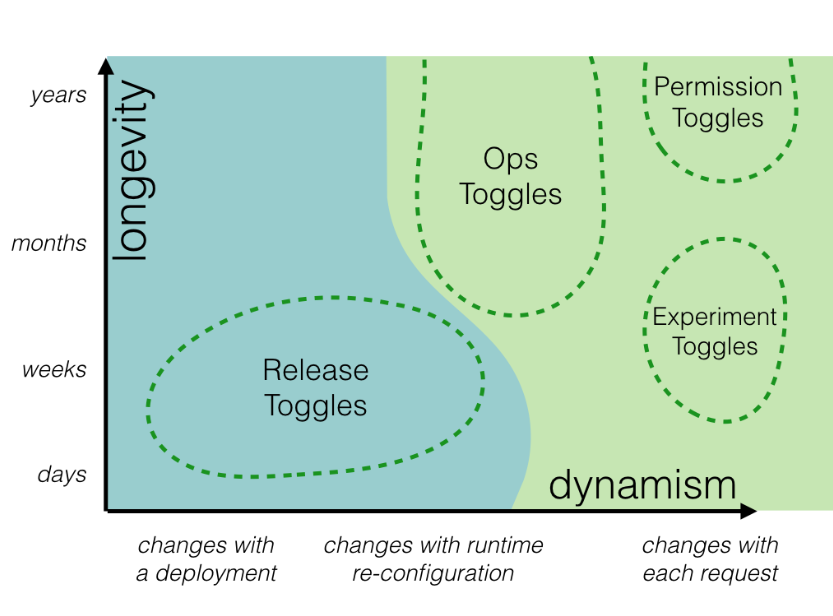 years
longevity
Permission
Toggles
Ops
Toggles
months
Experiment
Toggles
weeks
Release
Toggles
days
dynamism
changes with
a deployment
changes with runtime
re-configuration
changes with
each request